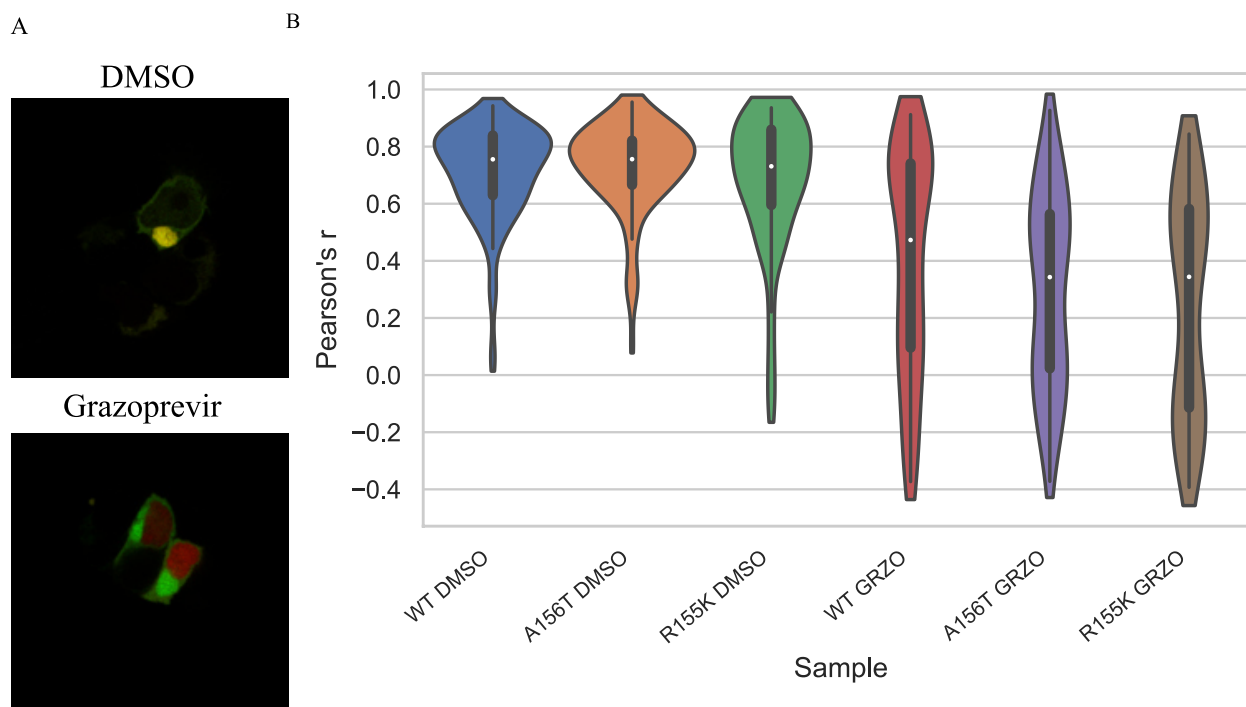 A
B
DMSO
Grazoprevir
Pearson's r
1.0
0.8
0.6
0.4
0.2
0.0
−0.2
−0.4
WT DMSO
A156T DMSO
R155K DMSO
WT GRZO
A156T GRZO
R155K GRZO
Sample